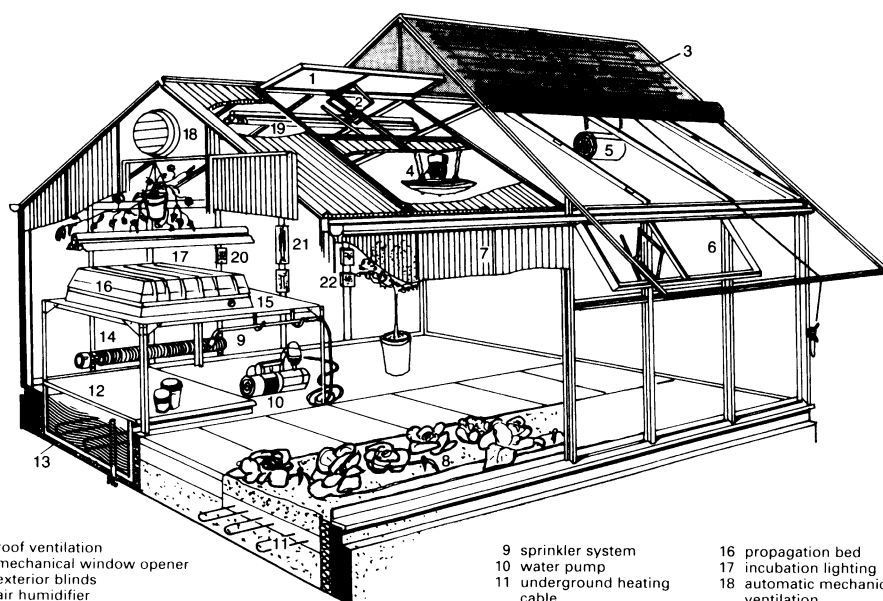 3
1
2
18
19
4
5
7
6
21
17
20
16
22
15
14
9
12
10
13
8
11
roof ventilation
mechanical window opener
exterior blinds
air humidifier
9 sprinkler system
10 water pump
11 underground heating
cable
16 propagation bed
17 incubation lighting
18 automatic mechanic
ventilation